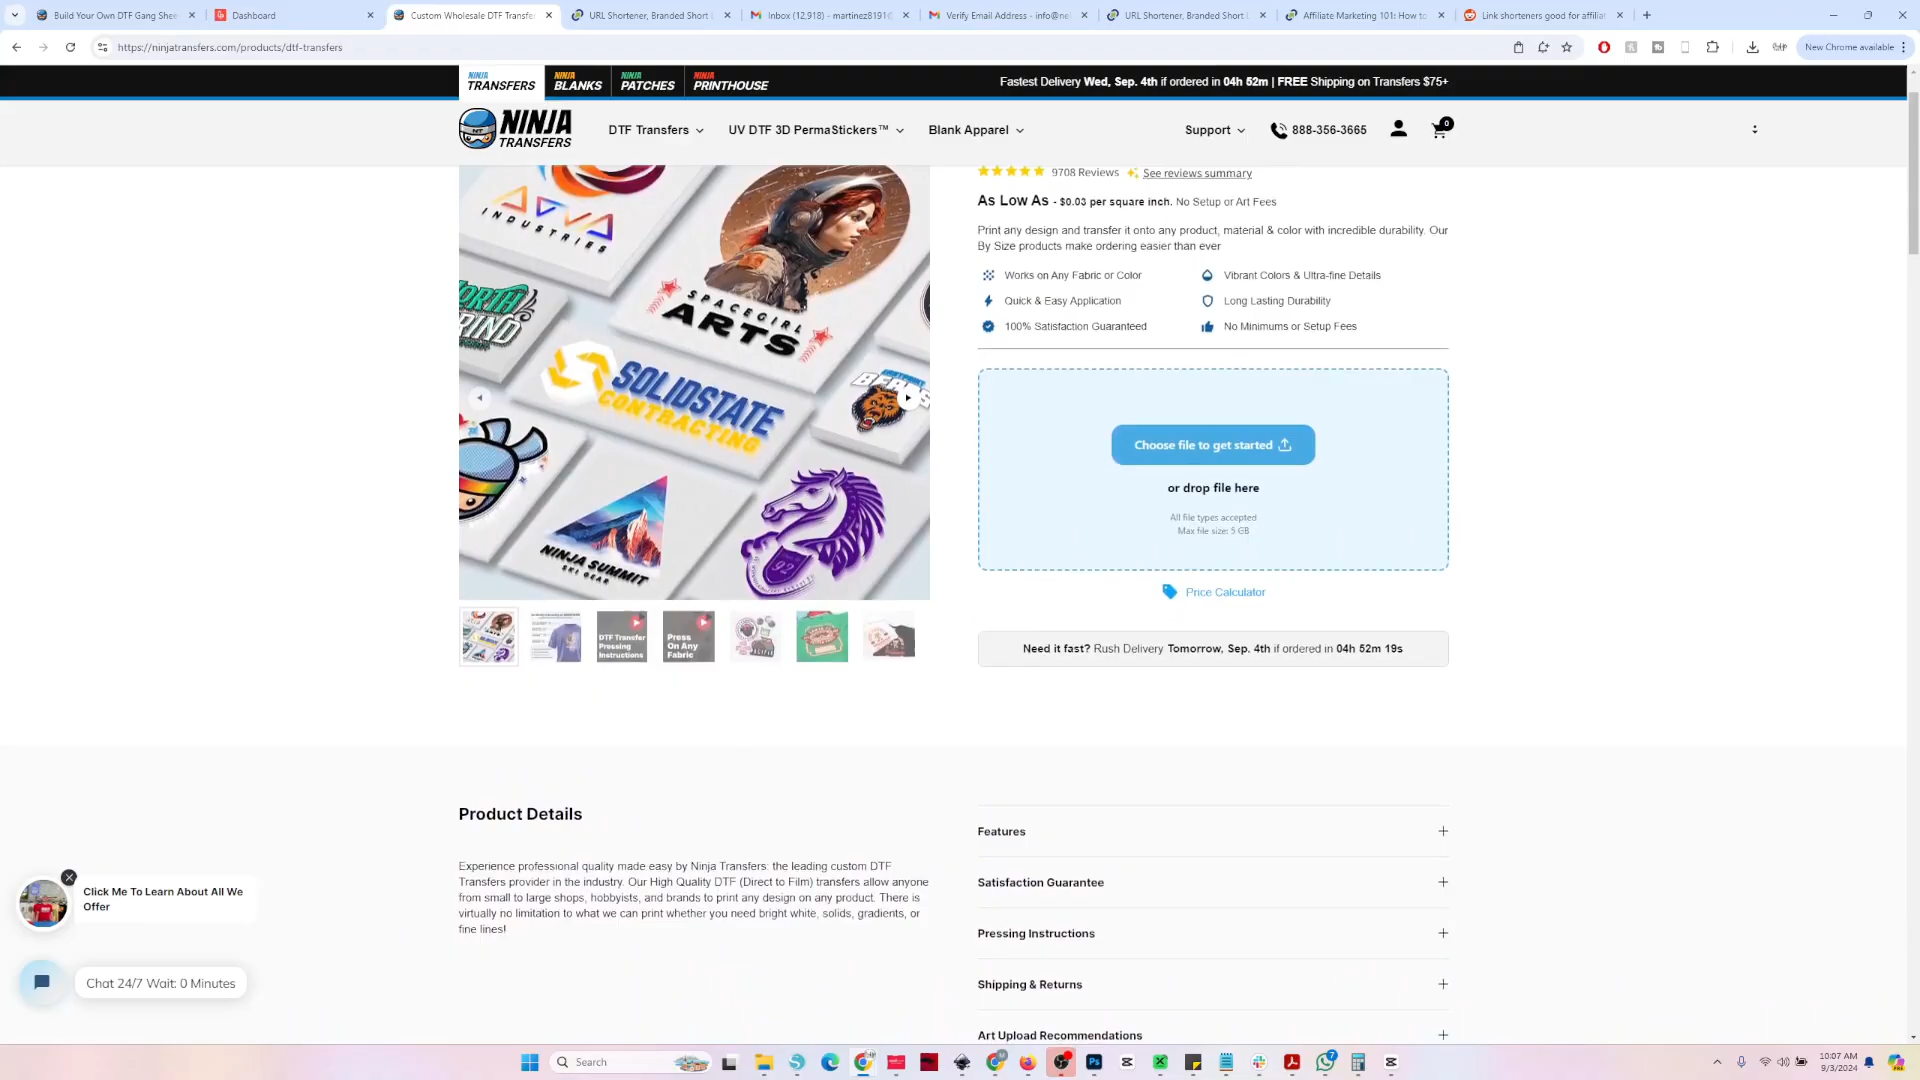 Build Your Own DTF Gang Shee
Dashboard
Custom Wholesale DTF Transfer
URL Shortener, Branded Short L
Inbox (12,918) - martinez8191@
Verify Email Address - info@ne
URL Shortener, Branded Short L
Affiliate Marketing 101: How to
Link shorteners good for affiliat
https://ninjatransfers.com/products/dtf-transfers
New Chrome available
NINJA TRANSFERS
NINJA BLANKS
NINJA PATCHES
NINJA PRINTHOUSE
Fastest Delivery Wed, Sep. 4th if ordered in 04h 52m | FREE Shipping on Transfers $75+
NT
NINJA
TRANSFERS
DTF Transfers
UV DTF 3D PermaStickers™
Blank Apparel
Support
888-356-3665
0
INDUSTRIES
SPACEGIRL
ARTS
SOLIDSTATE
CONTRACTING
NINJA SUMMIT
SKI GEAR
92
DTF Transfer
Pressing
Instructions
Press
On Any
Fabric
9708 Reviews
See reviews summary
As Low As - $0.03 per square inch. No Setup or Art Fees
Print any design and transfer it onto any product, material & color with incredible durability. Our
By Size products make ordering easier than ever
Works on Any Fabric or Color
Vibrant Colors & Ultra-fine Details
Quick & Easy Application
Long Lasting Durability
100% Satisfaction Guaranteed
No Minimums or Setup Fees
Choose file to get started
or drop file here
All file types accepted
Max file size: 5 GB
Price Calculator
Need it fast? Rush Delivery Tomorrow, Sep. 4th if ordered in 04h 52m 19s
Product Details
Experience professional quality made easy by Ninja Transfers: the leading custom DTF
Transfers provider in the industry. Our High Quality DTF (Direct to Film) transfers allow anyone
from small to large shops, hobbyists, and brands to print any design on any product. There is
virtually no limitation to what we can print whether you need bright white, solids, gradients, or
fine lines!
Features
Satisfaction Guarantee
Pressing Instructions
Shipping & Returns
Art Upload Recommendations
Click Me To Learn About All We
Offer
Chat 24/7 Wait: 0 Minutes
Search
7
10:07 AM
9/3/2024